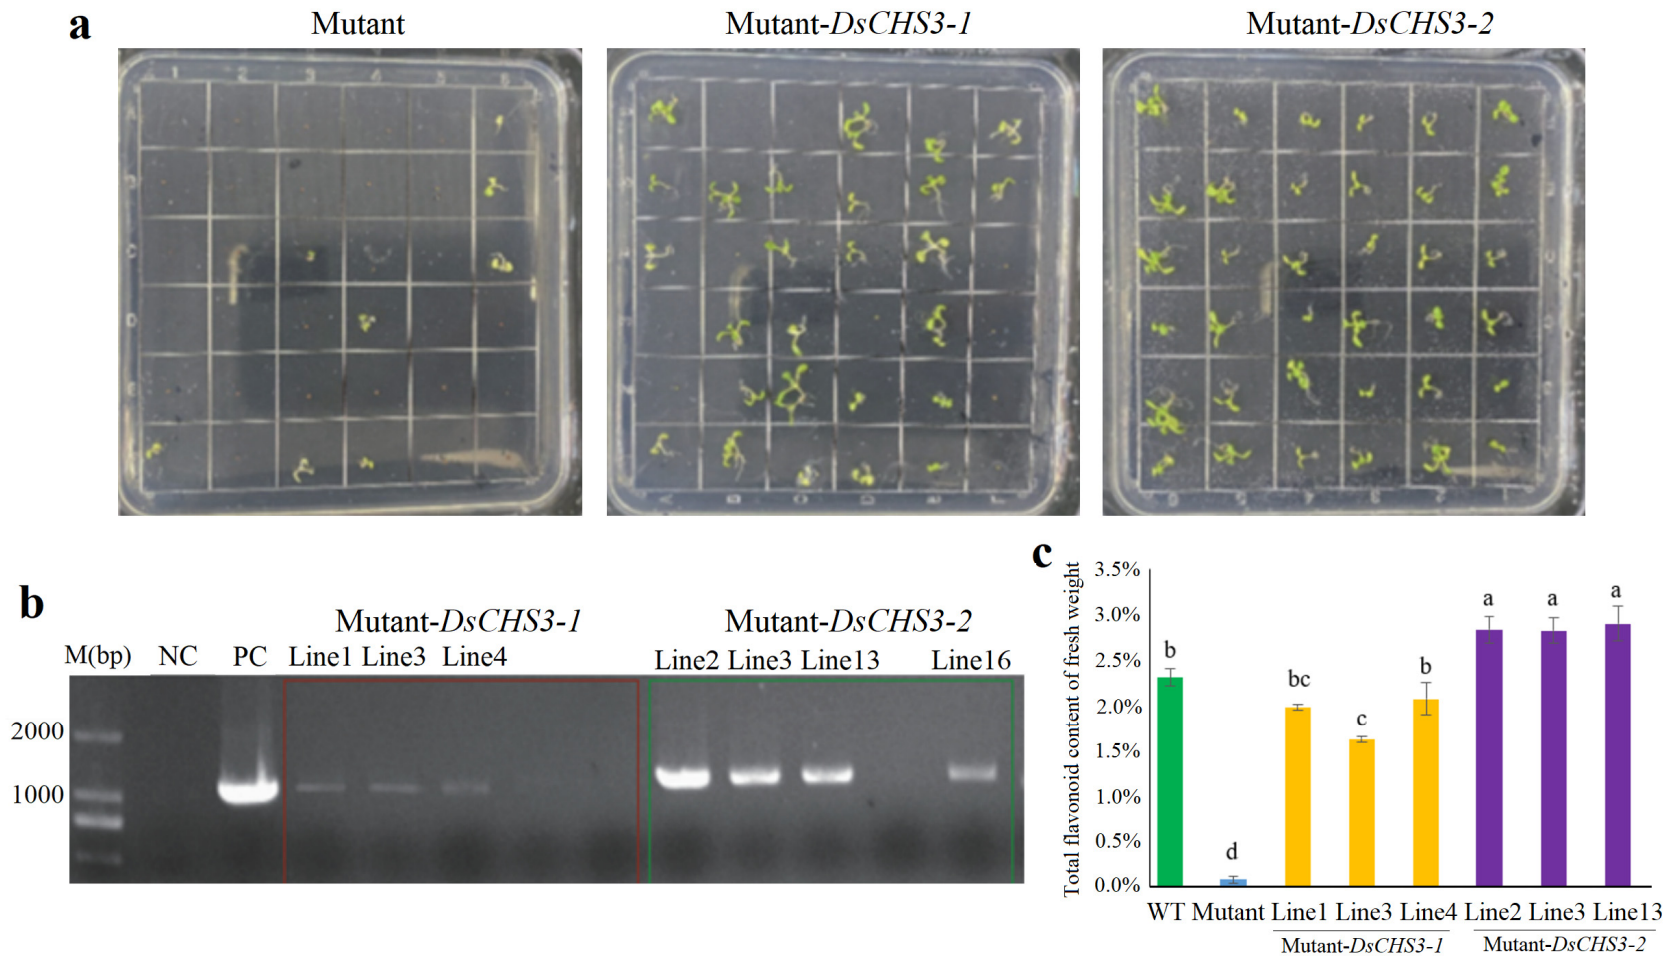 a
Mutant
Mutant-DsCHS3-1
Mutant-DsCHS3-2
b
Mutant-DsCHS3-1
Mutant-DsCHS3-2
M(bp) NC PC Line1 Line3 Line4 Line2 Line3 Line13 Line16
2000
1000
c
Total flavonoid content of fresh weight
3.5%
3.0%
2.5%
2.0%
1.5%
1.0%
0.5%
0.0%
b d bc c b a a a
WT Mutant Line1 Line3 Line4 Line2 Line3 Line13
Mutant-DsCHS3-1 Mutant-DsCHS3-2